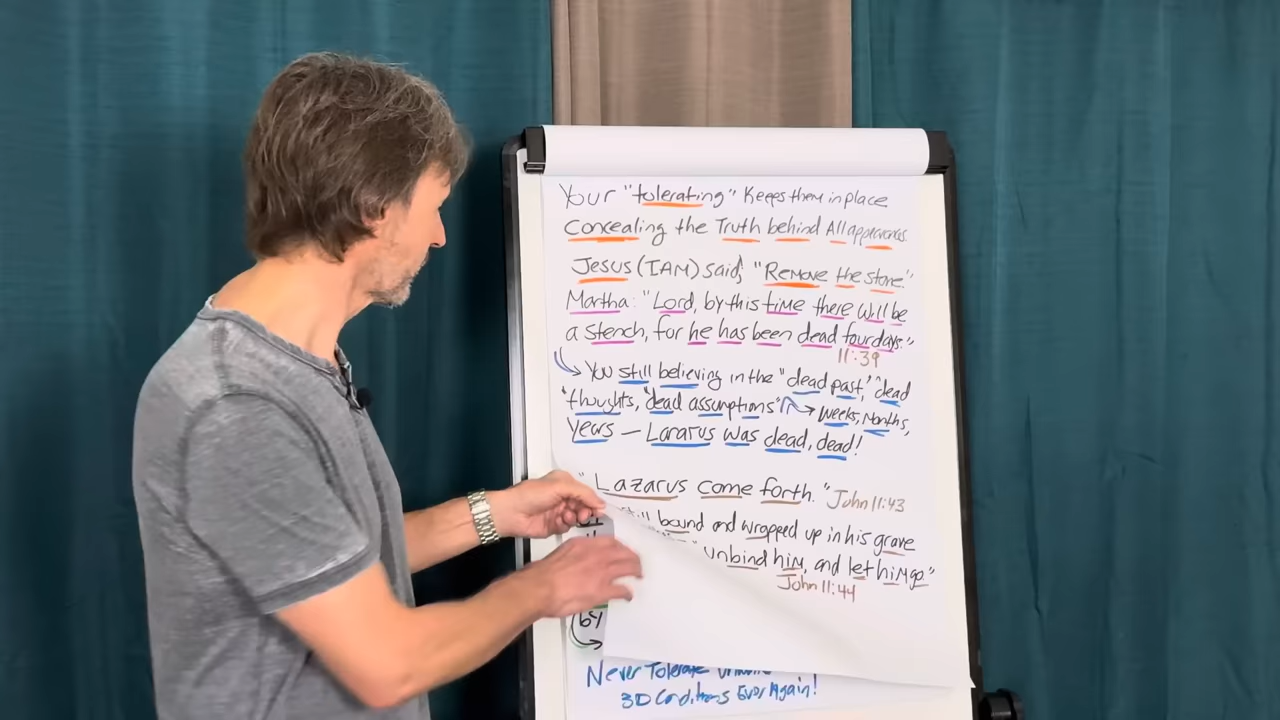 Your "tolerating" Keeps them in place
Concealing the Truth behind All appearances.
Jesus (I AM) said; "Remove the stone."
Martha: "Lord, by this time there will be
a stench, for he has been dead four days."
11:39
You still believing in the "dead past," "dead
thoughts, "dead assumptions" Weeks, Months,
Years — Lararus was dead, dead!
"Lazarus come forth." John 11:43
still bound and wrapped up in his grave
" unbind him, and let him go."
John 11:44
by
Never Tolerate
3D Conditions Ever Again!